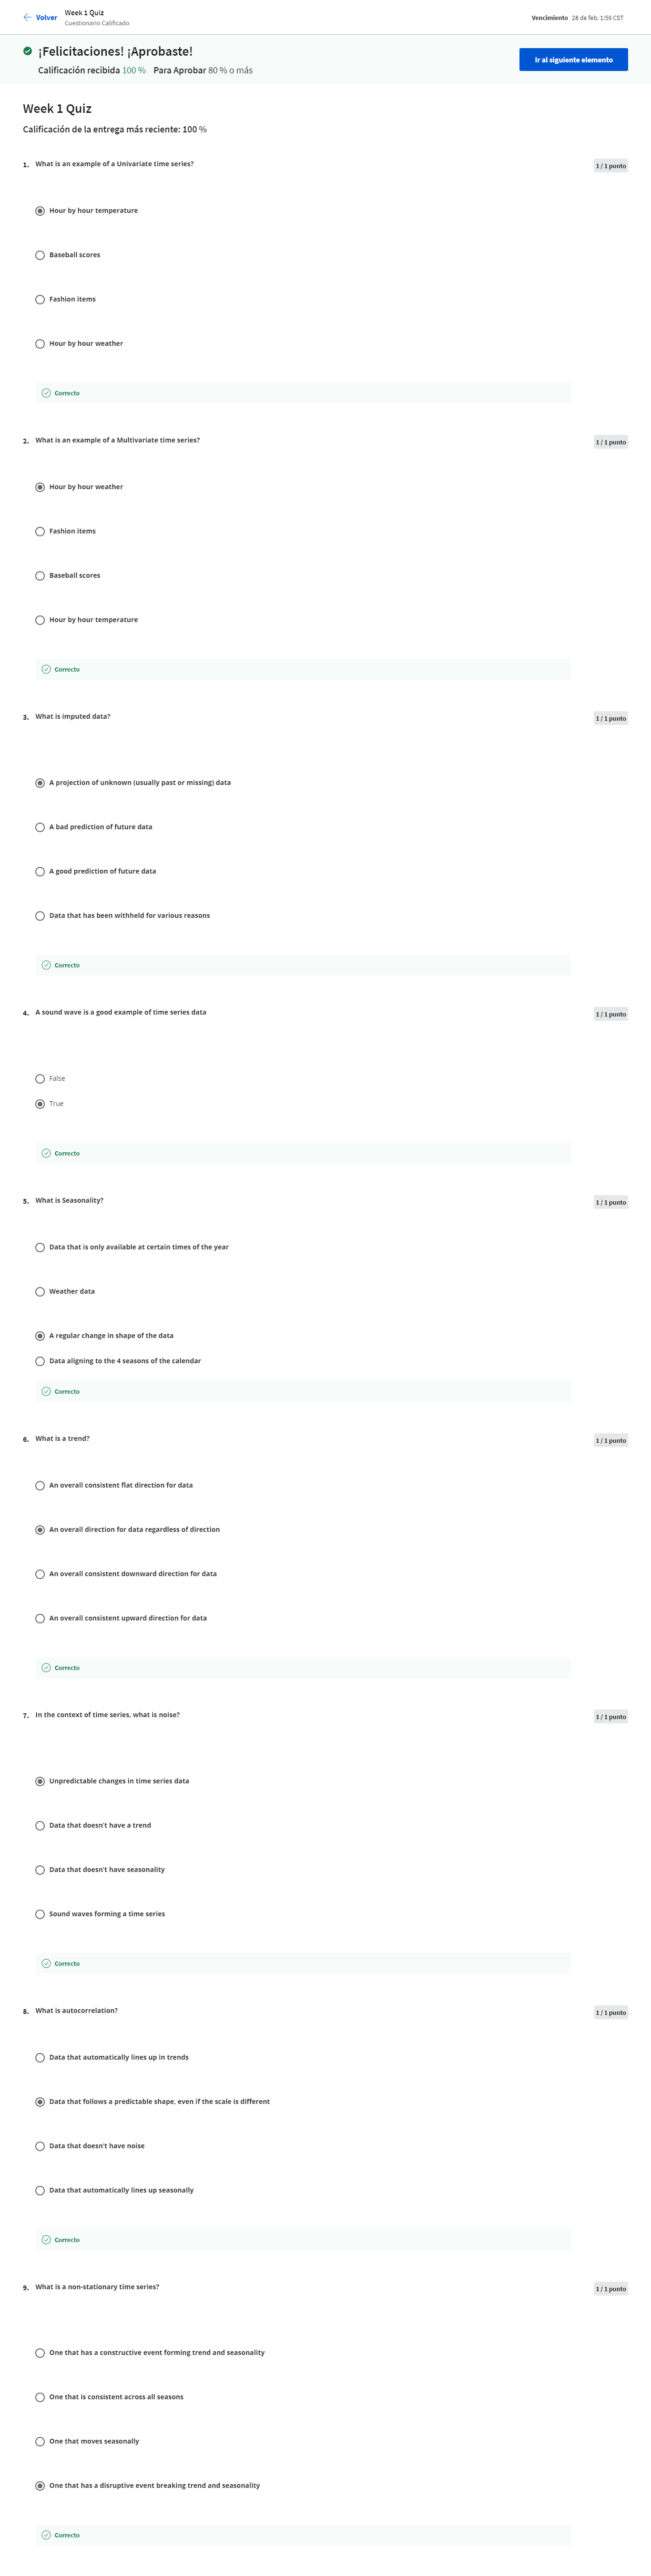 Volver
Week 1 Quiz
Cuestionario Calificado
Vencimiento 28 de feb. 1:59 CST
¡Felicitaciones! ¡Aprobaste!
Calificación recibida 100 % Para Aprobar 80 % o más
Ir al siguiente elemento
Week 1 Quiz
Calificación de la entrega más reciente: 100 %
1. What is an example of a Univariate time series?
1 / 1 punto
Hour by hour temperature
Baseball scores
Fashion items
Hour by hour weather
Correcto
2. What is an example of a Multivariate time series?
1 / 1 punto
Hour by hour weather
Fashion items
Baseball scores
Hour by hour temperature
Correcto
3. What is imputed data?
1 / 1 punto
A projection of unknown (usually past or missing) data
A bad prediction of future data
A good prediction of future data
Data that has been withheld for various reasons
Correcto
4. A sound wave is a good example of time series data
1 / 1 punto
False
True
Correcto
5. What is Seasonality?
1 / 1 punto
Data that is only available at certain times of the year
Weather data
A regular change in shape of the data
Data aligning to the 4 seasons of the calendar
Correcto
6. What is a trend?
1 / 1 punto
An overall consistent flat direction for data
An overall direction for data regardless of direction
An overall consistent downward direction for data
An overall consistent upward direction for data
Correcto
7. In the context of time series, what is noise?
1 / 1 punto
Unpredictable changes in time series data
Data that doesn't have a trend
Data that doesn't have seasonality
Sound waves forming a time series
Correcto
8. What is autocorrelation?
1 / 1 punto
Data that automatically lines up in trends
Data that follows a predictable shape, even if the scale is different
Data that doesn't have noise
Data that automatically lines up seasonally
Correcto
9. What is a non-stationary time series?
1 / 1 punto
One that has a constructive event forming trend and seasonality
One that is consistent across all seasons
One that moves seasonally
One that has a disruptive event breaking trend and seasonality
Correcto